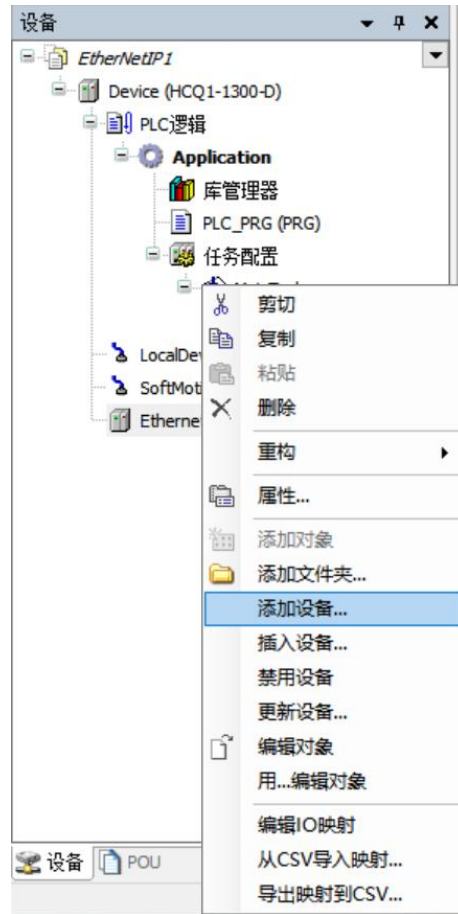 设备
EtherNetIP1
Device (HCQ1-1300-D)
PLC逻辑
Application
库管理器
PLC_PRG (PRG)
任务配置
LocalDev
SoftMoti
Etherne
剪切
复制
粘贴
删除
重构
属性...
添加对象
添加文件夹...
添加设备...
插入设备...
禁用设备
更新设备...
编辑对象
用...编辑对象
编辑IO映射
从CSV导入映射...
导出映射到CSV...
设备
POU